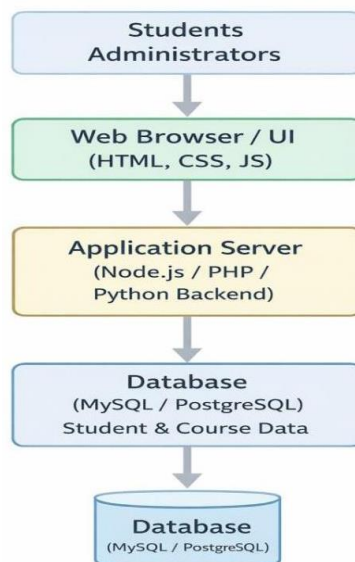 Students
Administrators
Web Browser / UI
(HTML, CSS, JS)
Application Server
(Node.js / PHP /
Python Backend)
Database
(MySQL / PostgreSQL)
Student & Course Data
Database
(MySQL / PostgreSQL)